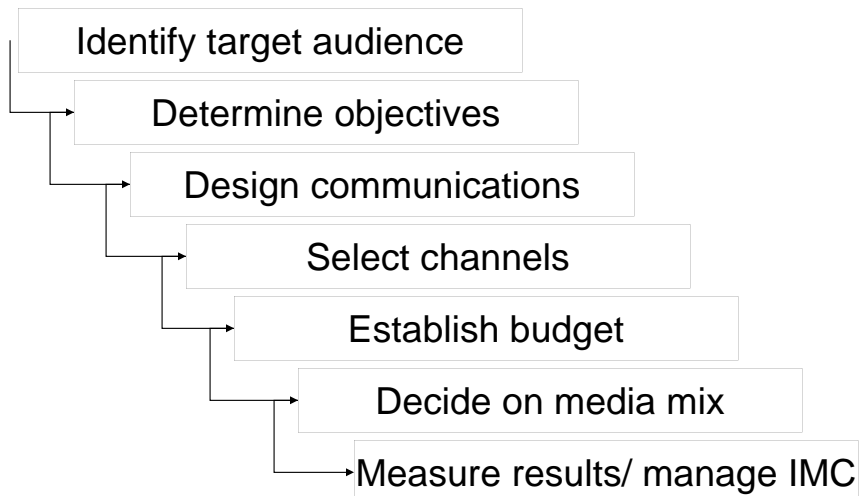 Identify target audience
Determine objectives
Design communications
Select channels
Establish budget
Decide on media mix
Measure results/ manage IMC